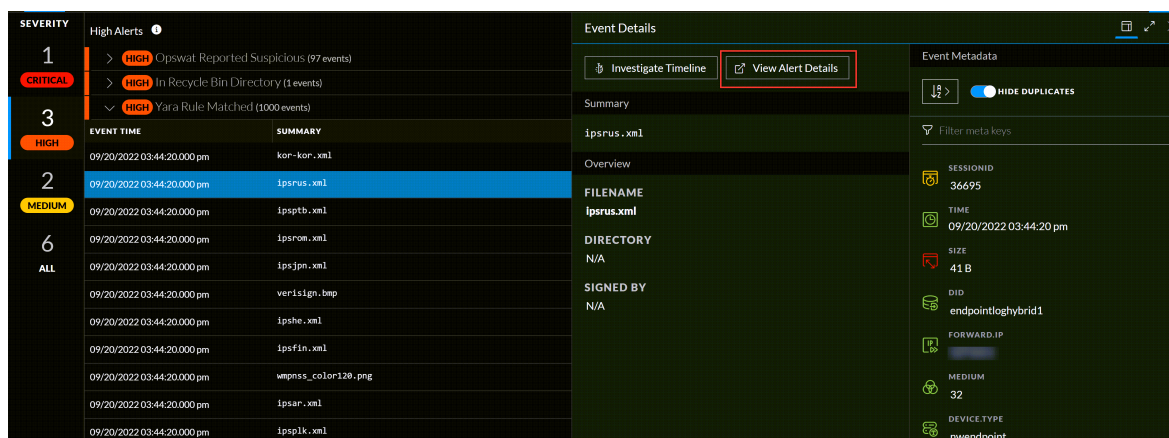 SEVERITY
1
CRITICAL
3
HIGH
2
MEDIUM
6
ALL
High Alerts
HIGH Opswat Reported Suspicious (97 events)
HIGH In Recycle Bin Directory (1 events)
HIGH Yara Rule Matched (1000 events)
EVENT TIME SUMMARY
09/20/2022 03:44:20.000 pm kor-kor.xml
09/20/2022 03:44:20.000 pm ipsrus.xml
09/20/2022 03:44:20.000 pm ipsptb.xml
09/20/2022 03:44:20.000 pm ipsrom.xml
09/20/2022 03:44:20.000 pm ipsjpn.xml
09/20/2022 03:44:20.000 pm verisign.bmp
09/20/2022 03:44:20.000 pm ipshe.xml
09/20/2022 03:44:20.000 pm ipsfin.xml
09/20/2022 03:44:20.000 pm wmpnss_color120.png
09/20/2022 03:44:20.000 pm ipsar.xml
09/20/2022 03:44:20.000 pm ipsplk.xml
Event Details
Investigate Timeline View Alert Details
Summary
ipsrus.xml
Overview
FILENAME
ipsrus.xml
DIRECTORY
N/A
SIGNED BY
N/A
Event Metadata
HIDE DUPLICATES
Filter meta keys
SESSIONID
36695
TIME
09/20/2022 03:44:20 pm
SIZE
41 B
DID
endpointloghybrid1
FORWARD.IP
MEDIUM
32
DEVICE.TYPE
nwendpoint